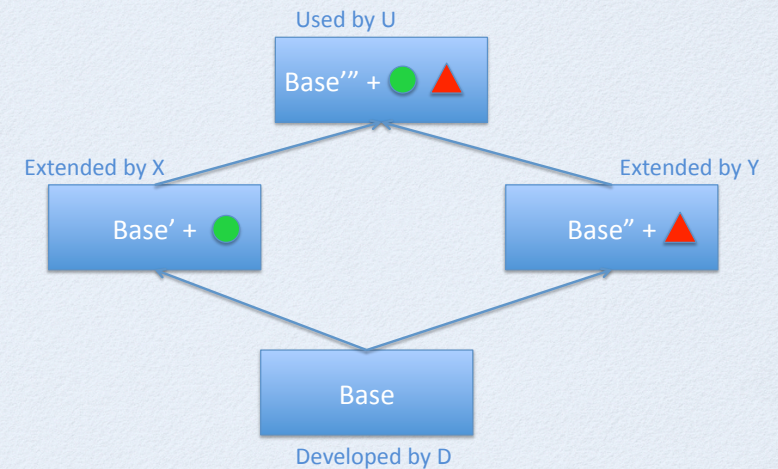 Used by U
Base’” +
Extended by X
Extended by Y
Base’ +
Base” +
Base
Developed by D